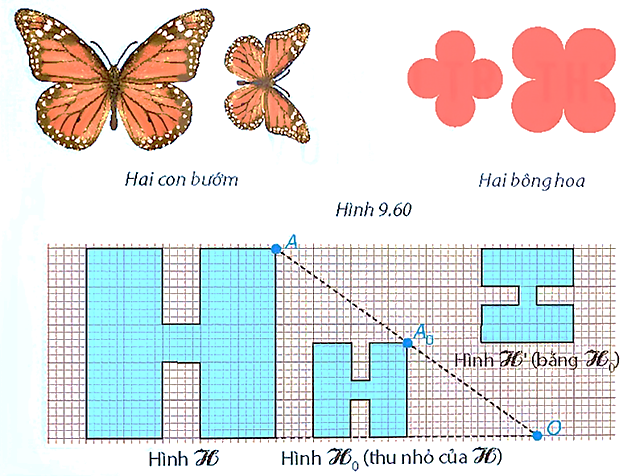 Hai con bướm
Hai bông hoa
Hình 9.60
A
A₀
Hình ℋ' (bằng ℋ₀)
O
Hình ℋ
Hình ℋ₀ (thu nhỏ của ℋ)